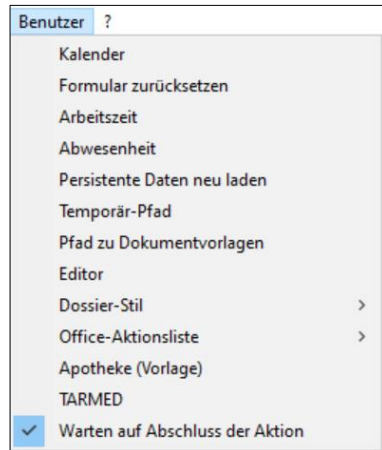 Benutzer ?
Kalender
Formular zurücksetzen
Arbeitszeit
Abwesenheit
Persistente Daten neu laden
Temporär-Pfad
Pfad zu Dokumentvorlagen
Editor
Dossier-Stil
Office-Aktionsliste
Apotheke (Vorlage)
TARMED
Warten auf Abschluss der Aktion